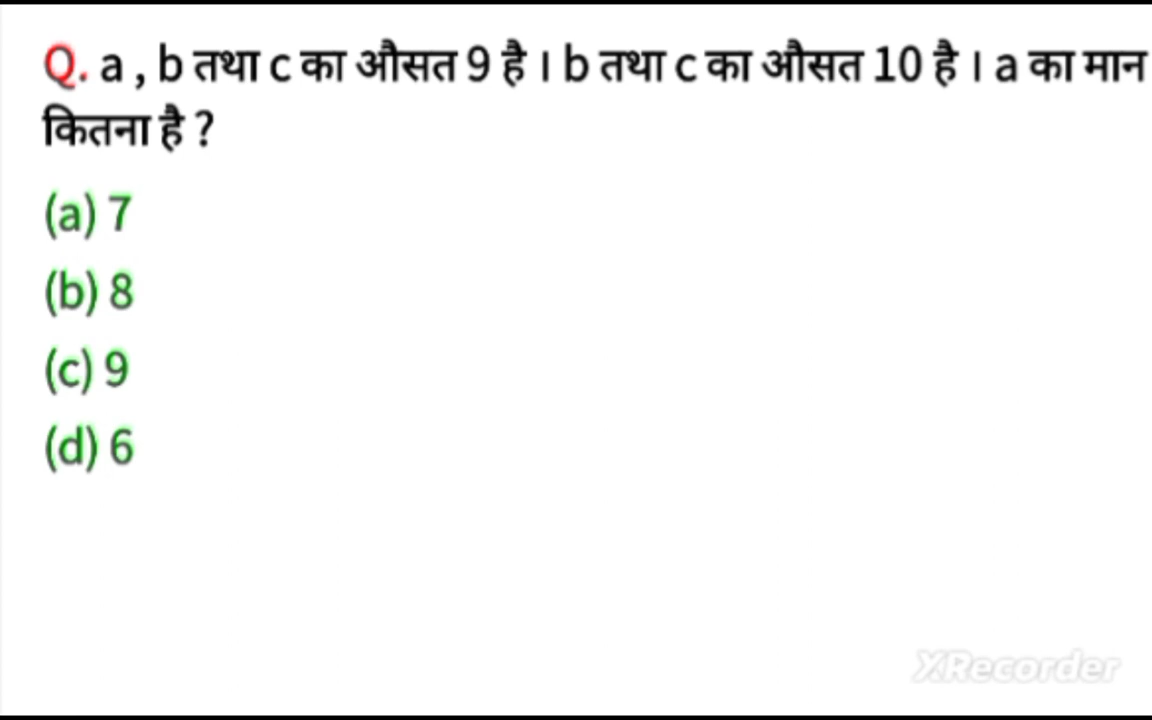 Q. a , b तथा c का औसत 9 है । b तथा c का औसत 10 है । a का मान
कितना है ?
(a) 7
(b) 8
(c) 9
(d) 6
XRecorder